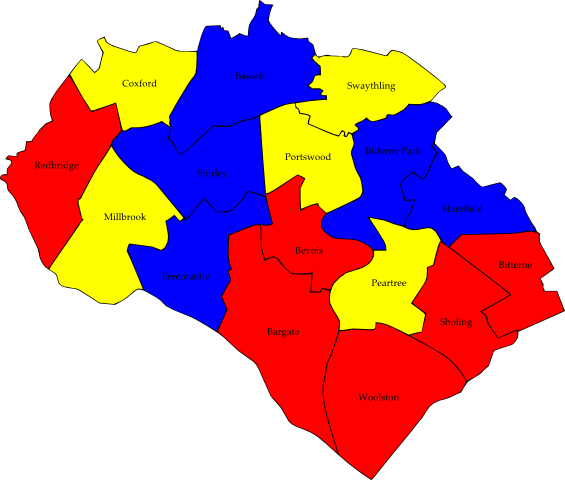 Bassett
Coxford
Swaythling
Bitterne Park
Portswood
Redbridge
Shirley
Harefield
Millbrook
Bevois
Bitterne
Freemantle
Peartree
Sholing
Bargate
Woolston